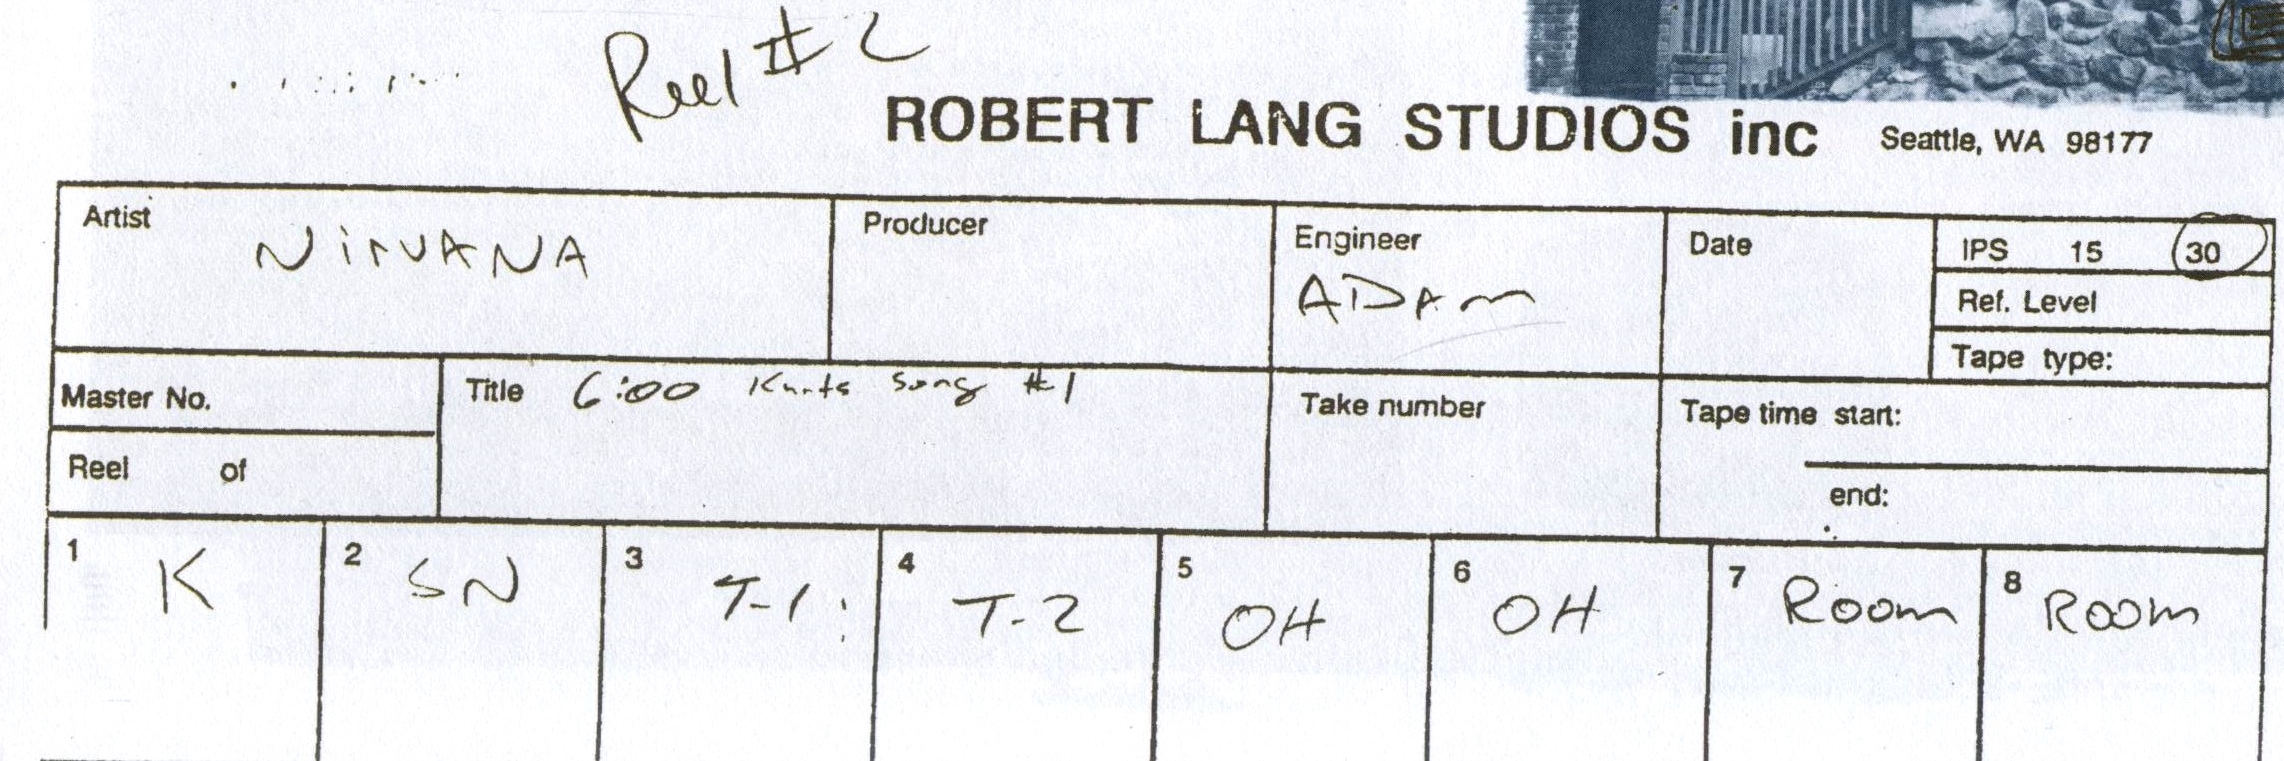 Reel #2
ROBERT LANG STUDIOS inc Seattle, WA 98177
Artist NIRVANA
Producer
Engineer ADAM
Date
IPS 15 30
Ref. Level
Tape type:
Master No.
Reel of
Title 6:00 Kurts Song #1
Take number
Tape time start:
end:
1 K
2 SN
3 T-1
4 T-2
5 OH
6 OH
7 Room
8 Room